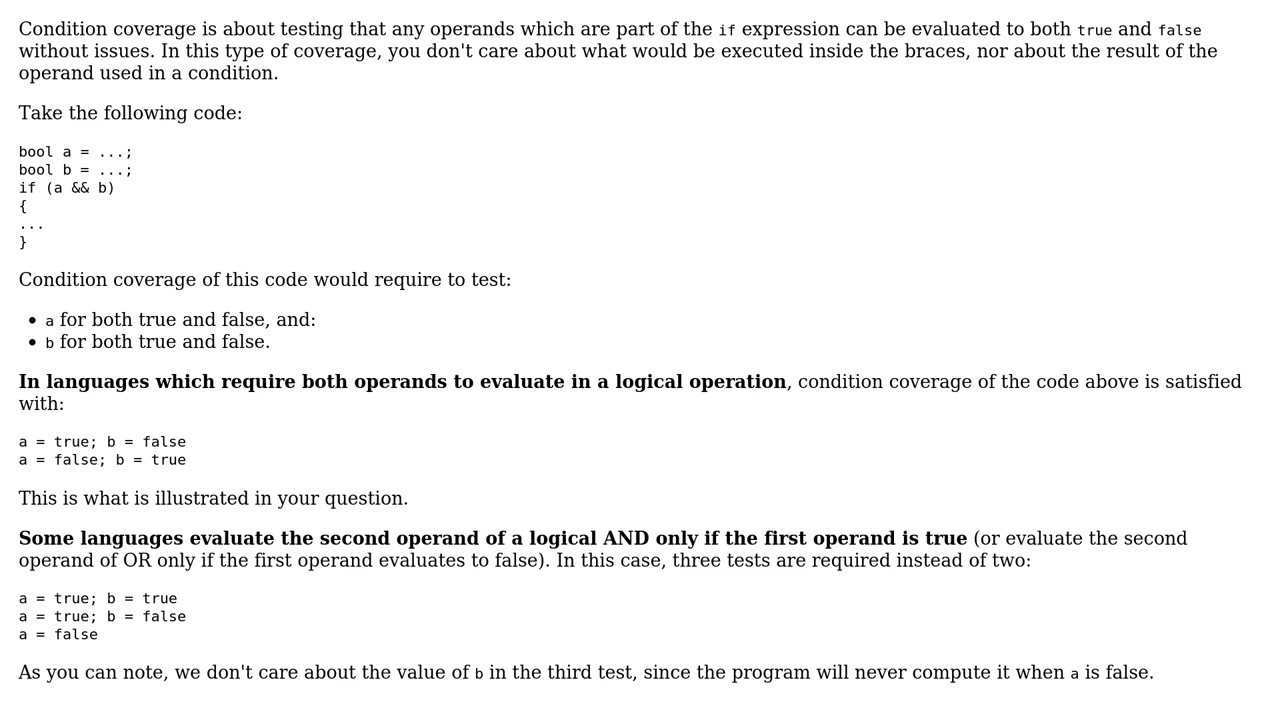 Condition coverage is about testing that any operands which are part of the if expression can be evaluated to both true and false
without issues. In this type of coverage, you don't care about what would be executed inside the braces, nor about the result of the
operand used in a condition.
Take the following code:
bool a = ...;
bool b = ...;
if (a && b)
{
...
}
Condition coverage of this code would require to test:
• a for both true and false, and:
• b for both true and false.
In languages which require both operands to evaluate in a logical operation, condition coverage of the code above is satisfied
with:
a = true; b = false
a = false; b = true
This is what is illustrated in your question.
Some languages evaluate the second operand of a logical AND only if the first operand is true (or evaluate the second
operand of OR only if the first operand evaluates to false). In this case, three tests are required instead of two:
a = true; b = true
a = true; b = false
a = false
As you can note, we don't care about the value of b in the third test, since the program will never compute it when a is false.